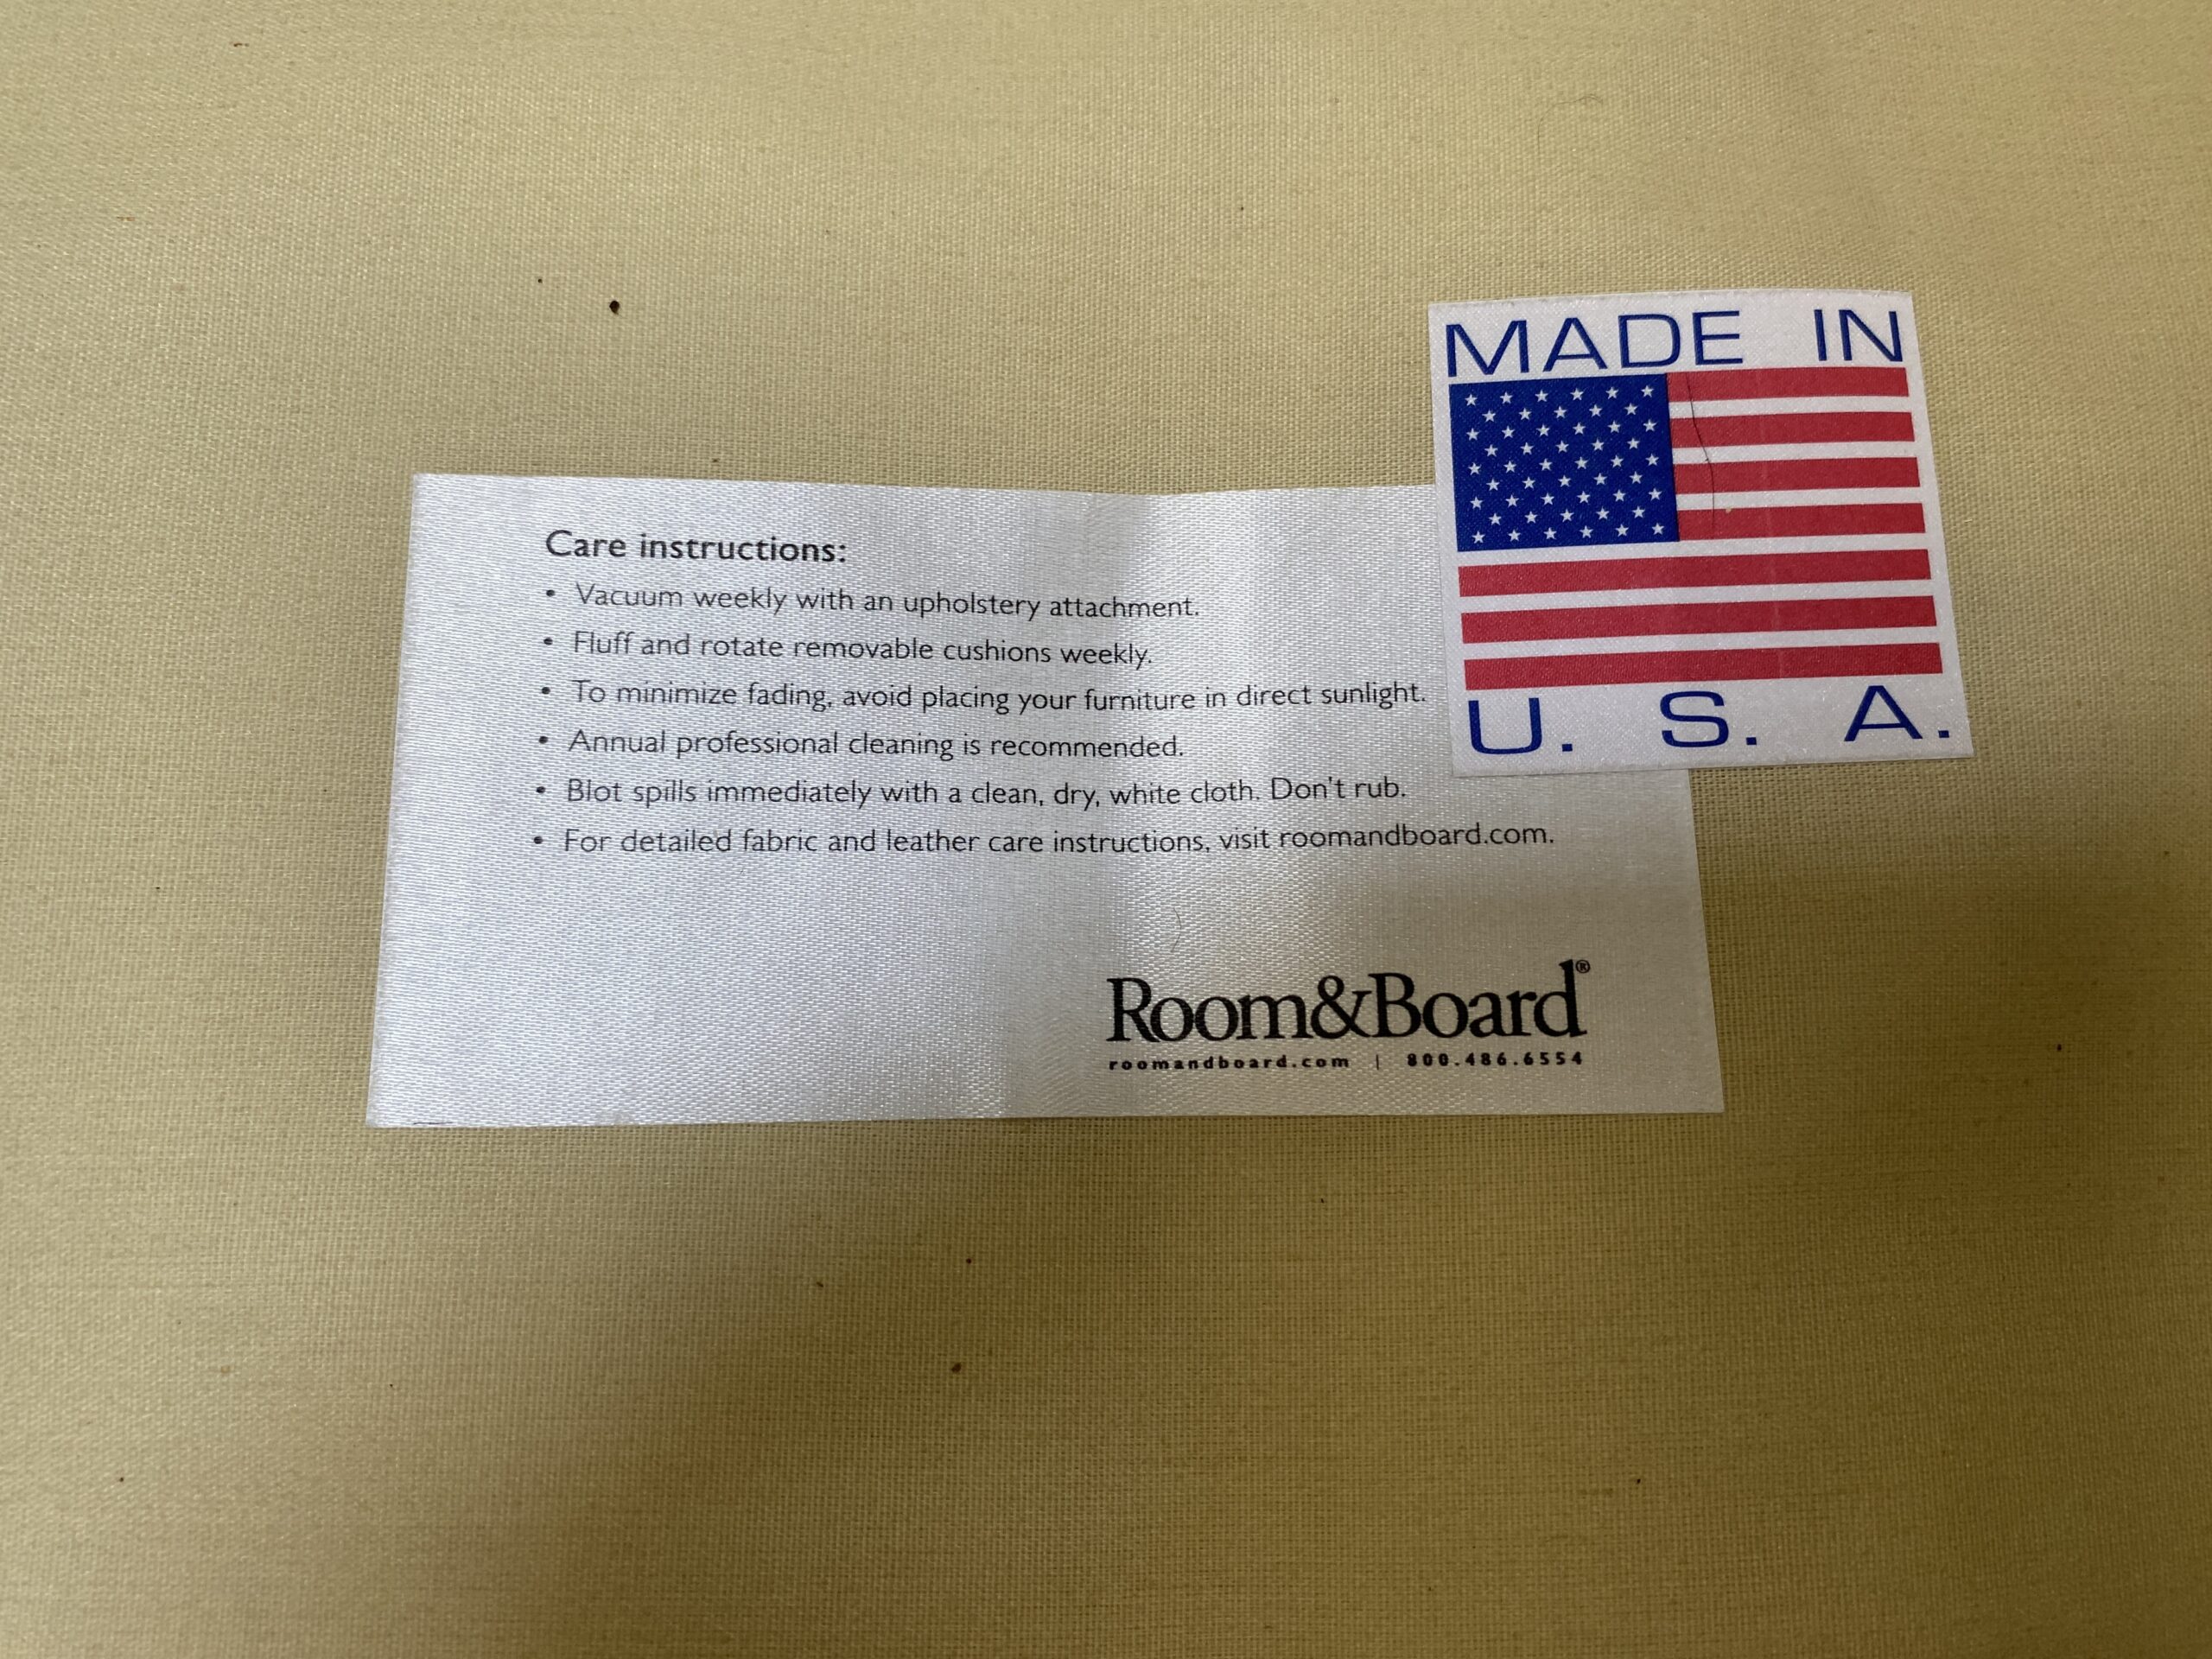 MADE IN
U. S. A.
Care instructions:
• Vacuum weekly with an upholstery attachment.
• Fluff and rotate removable cushions weekly.
• To minimize fading, avoid placing your furniture in direct sunlight.
• Annual professional cleaning is recommended.
• Blot spills immediately with a clean, dry, white cloth. Don't rub.
• For detailed fabric and leather care instructions, visit roomandboard.com.
Room&Board®
roomandboard.com | 800.486.6554